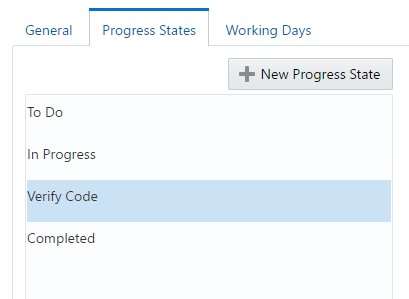 General Progress States Working Days
New Progress State
To Do
In Progress
Verify Code
Completed